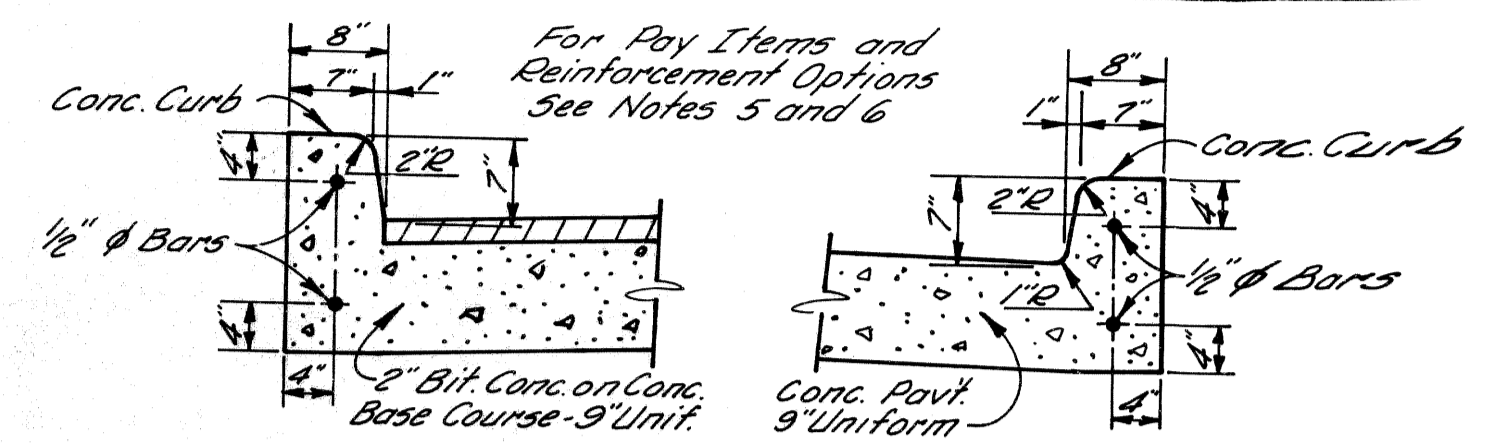 For Pay Items and
Reinforcement Options
See Notes 5 and 6
8"
7"
1"
Conc. Curb
4"
2"R
7"
1/2" φ Bars
4"
4"
2" Bit. Conc. on Conc.
Base Course - 9" Unif.
8"
1"
7"
Conc. Curb
7"
2"R
4"
1/2" φ Bars
1"R
4"
4"
Conc. Pav't.
9" Uniform